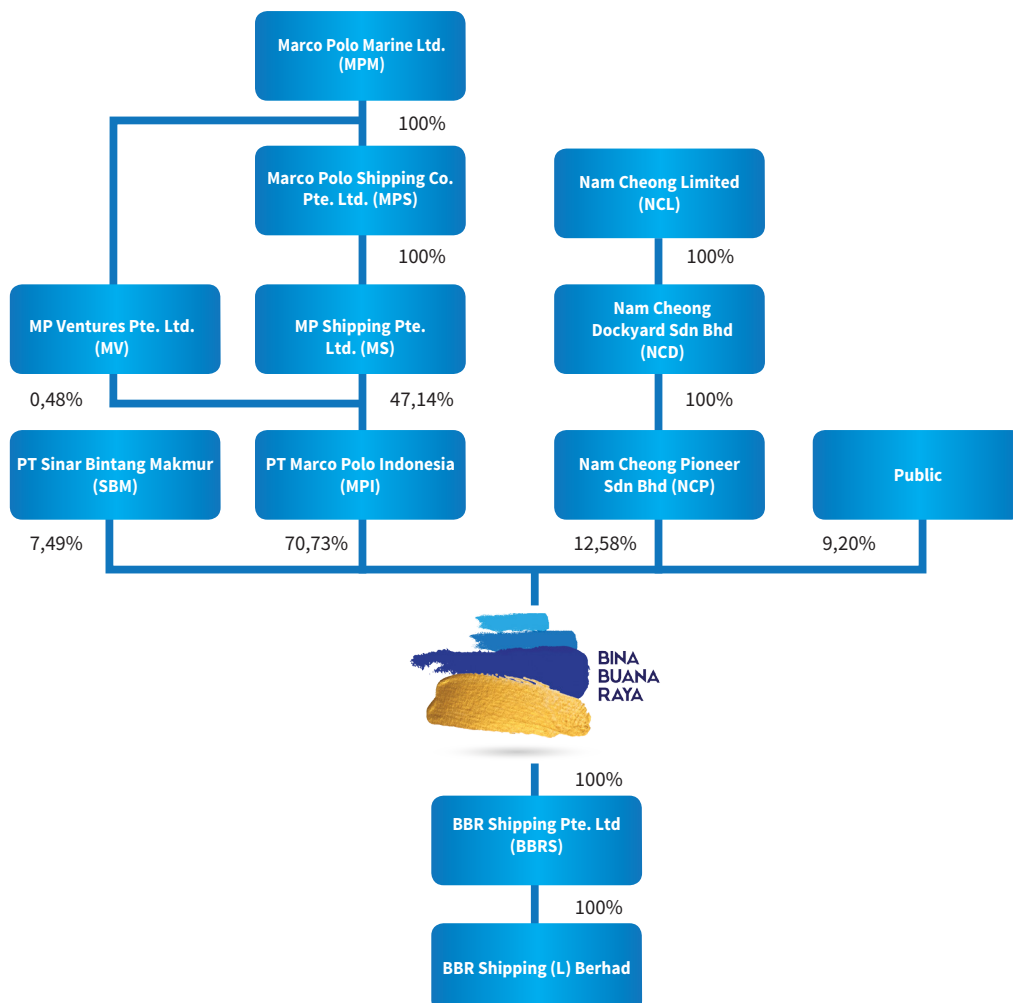 Marco Polo Marine Ltd.
(MPM)
100%
Marco Polo Shipping Co.
Pte. Ltd. (MPS)
Nam Cheong Limited
(NCL)
100%
100%
MP Ventures Pte. Ltd.
(MV)
MP Shipping Pte.
Ltd. (MS)
Nam Cheong
Dockyard Sdn Bhd
(NCD)
0,48%
47,14%
100%
PT Sinar Bintang Makmur
(SBM)
PT Marco Polo Indonesia
(MPI)
Nam Cheong Pioneer
Sdn Bhd (NCP)
Public
7,49%
70,73%
12,58%
9,20%
BINA
BUANA
RAYA
100%
BBR Shipping Pte. Ltd
(BBRS)
100%
BBR Shipping (L) Berhad